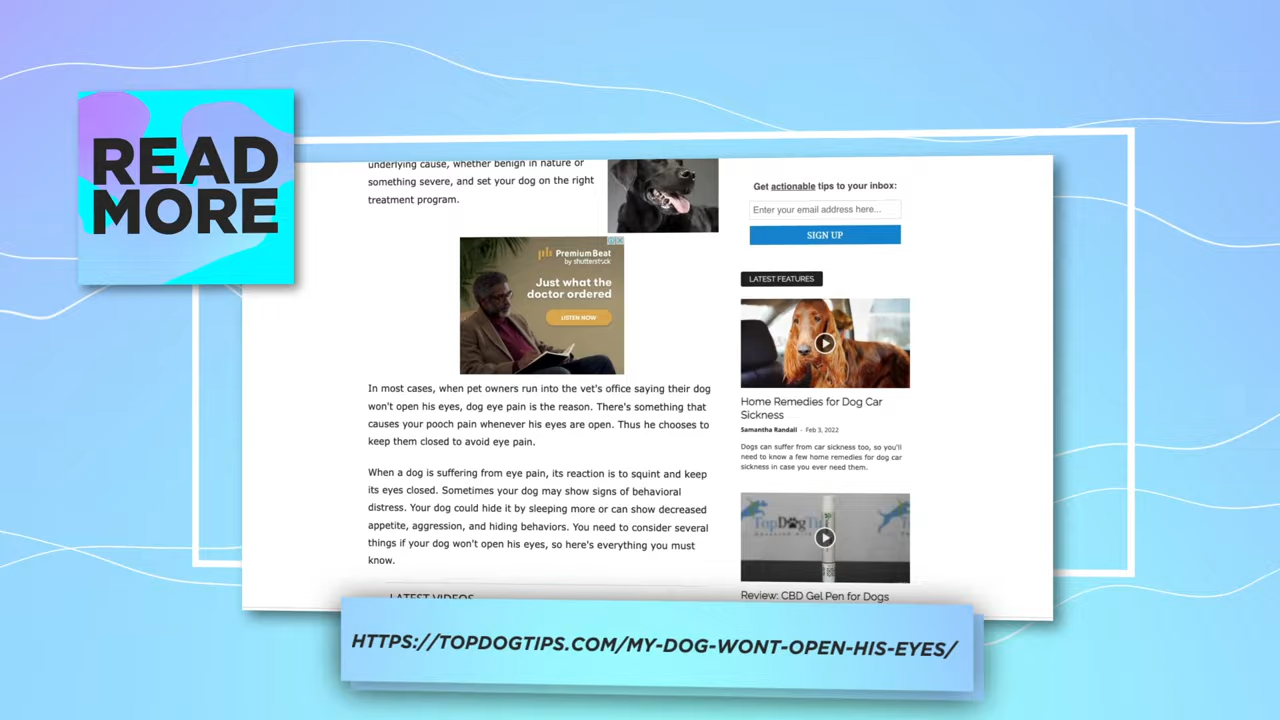 READ
MORE
underlying cause, whether benign in nature or
something severe, and set your dog on the right
treatment program.
PremiumBeat
by shutterstock
Just what the
doctor ordered
LISTEN NOW
In most cases, when pet owners run into the vet's office saying their dog
won't open his eyes, dog eye pain is the reason. There's something that
causes your pooch pain whenever his eyes are open. Thus he chooses to
keep them closed to avoid eye pain.
When a dog is suffering from eye pain, its reaction is to squint and keep
its eyes closed. Sometimes your dog may show signs of behavioral
distress. Your dog could hide it by sleeping more or can show decreased
appetite, aggression, and hiding behaviors. You need to consider several
things if your dog won't open his eyes, so here's everything you must
know.
LATEST VIDEOS
Get actionable tips to your inbox:
Enter your email address here...
SIGN UP
LATEST FEATURES
Home Remedies for Dog Car
Sickness
Samantha Randall - Feb 3, 2022
Dogs can suffer from car sickness too, so you'll
need to know a few home remedies for dog car
sickness in case you ever need them.
TopDogTi
Review: CBD Gel Pen for Dogs
HTTPS://TOPDOGTIPS.COM/MY-DOG-WONT-OPEN-HIS-EYES/